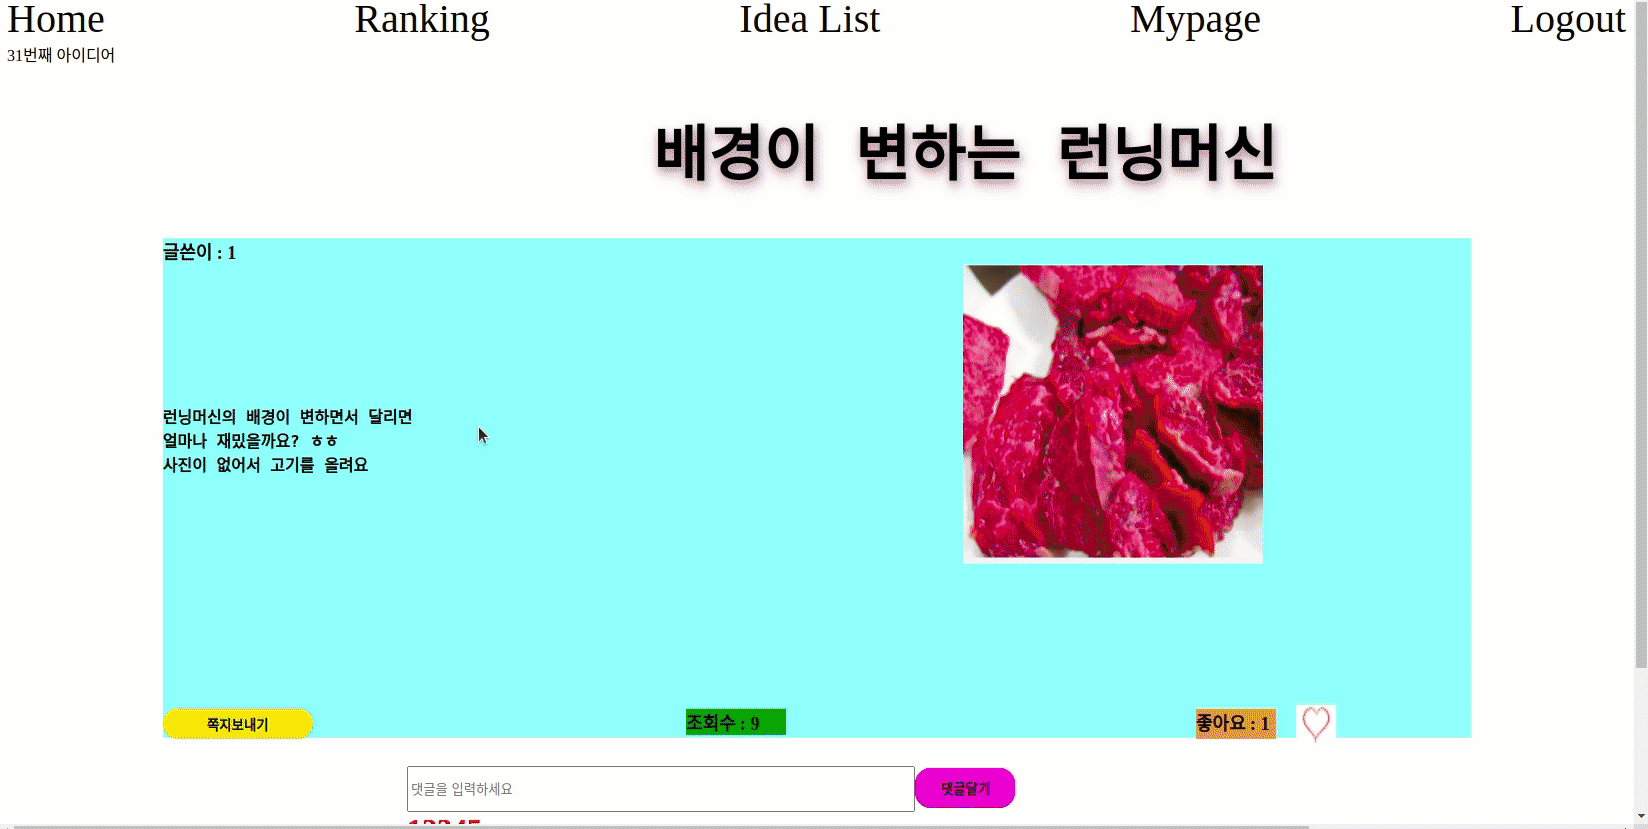 Home Ranking Idea List Mypage Logout
31번째 아이디어
배경이 변하는 런닝머신
글쓴이 : 1
런닝머신의 배경이 변하면서 달리면
얼마나 재밌을까요? ㅎㅎ
사진이 없어서 고기를 올려요
쪽지보내기 조회수 : 9 좋아요 : 1
댓글을 입력하세요 댓글달기